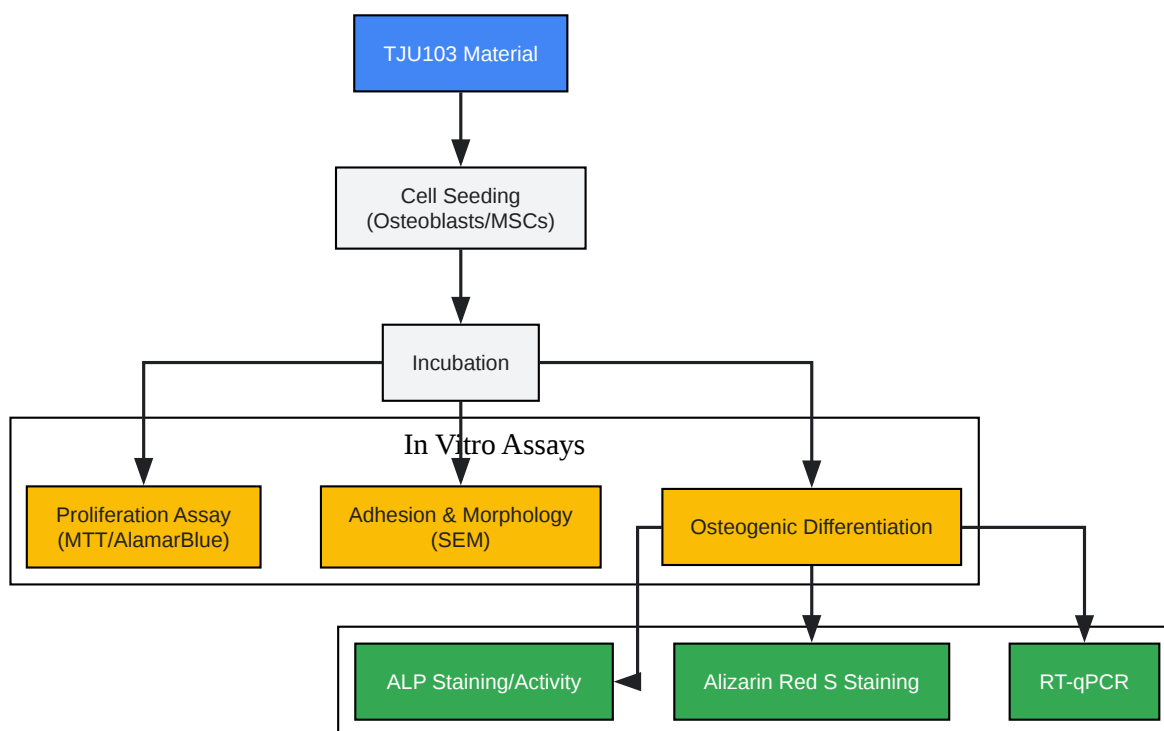 TJU103 Material
Cell Seeding
(Osteoblasts/MSCs)
Incubation
In Vitro Assays
Proliferation Assay
(MTT/AlamarBlue)
Adhesion & Morphology
(SEM)
Osteogenic Differentiation
ALP Staining/Activity
Alizarin Red S Staining
RT-qPCR